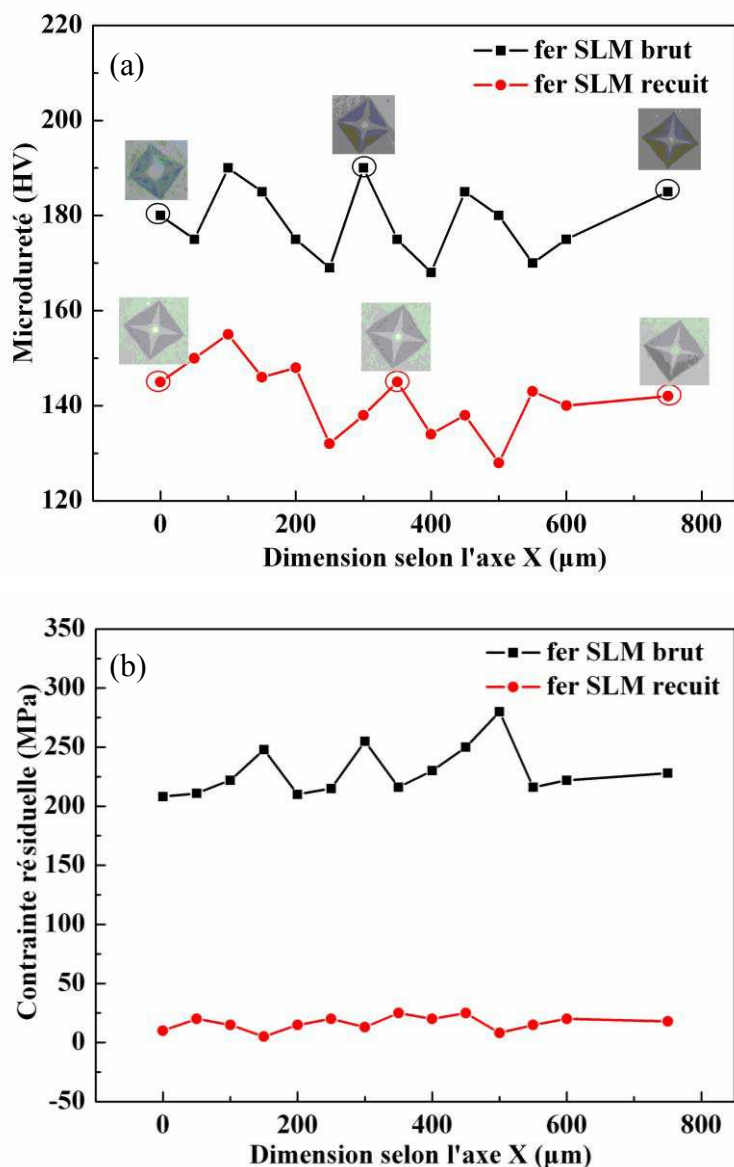 220
(a)
fer SLM brut
fer SLM recuit
200
180
160
140
120
Microdureté (HV)
0 200 400 600 800
Dimension selon l'axe X (µm)
350
(b)
fer SLM brut
fer SLM recuit
300
250
200
150
100
50
0
-50
Contrainte résiduelle (MPa)
0 200 400 600 800
Dimension selon l'axe X (µm)